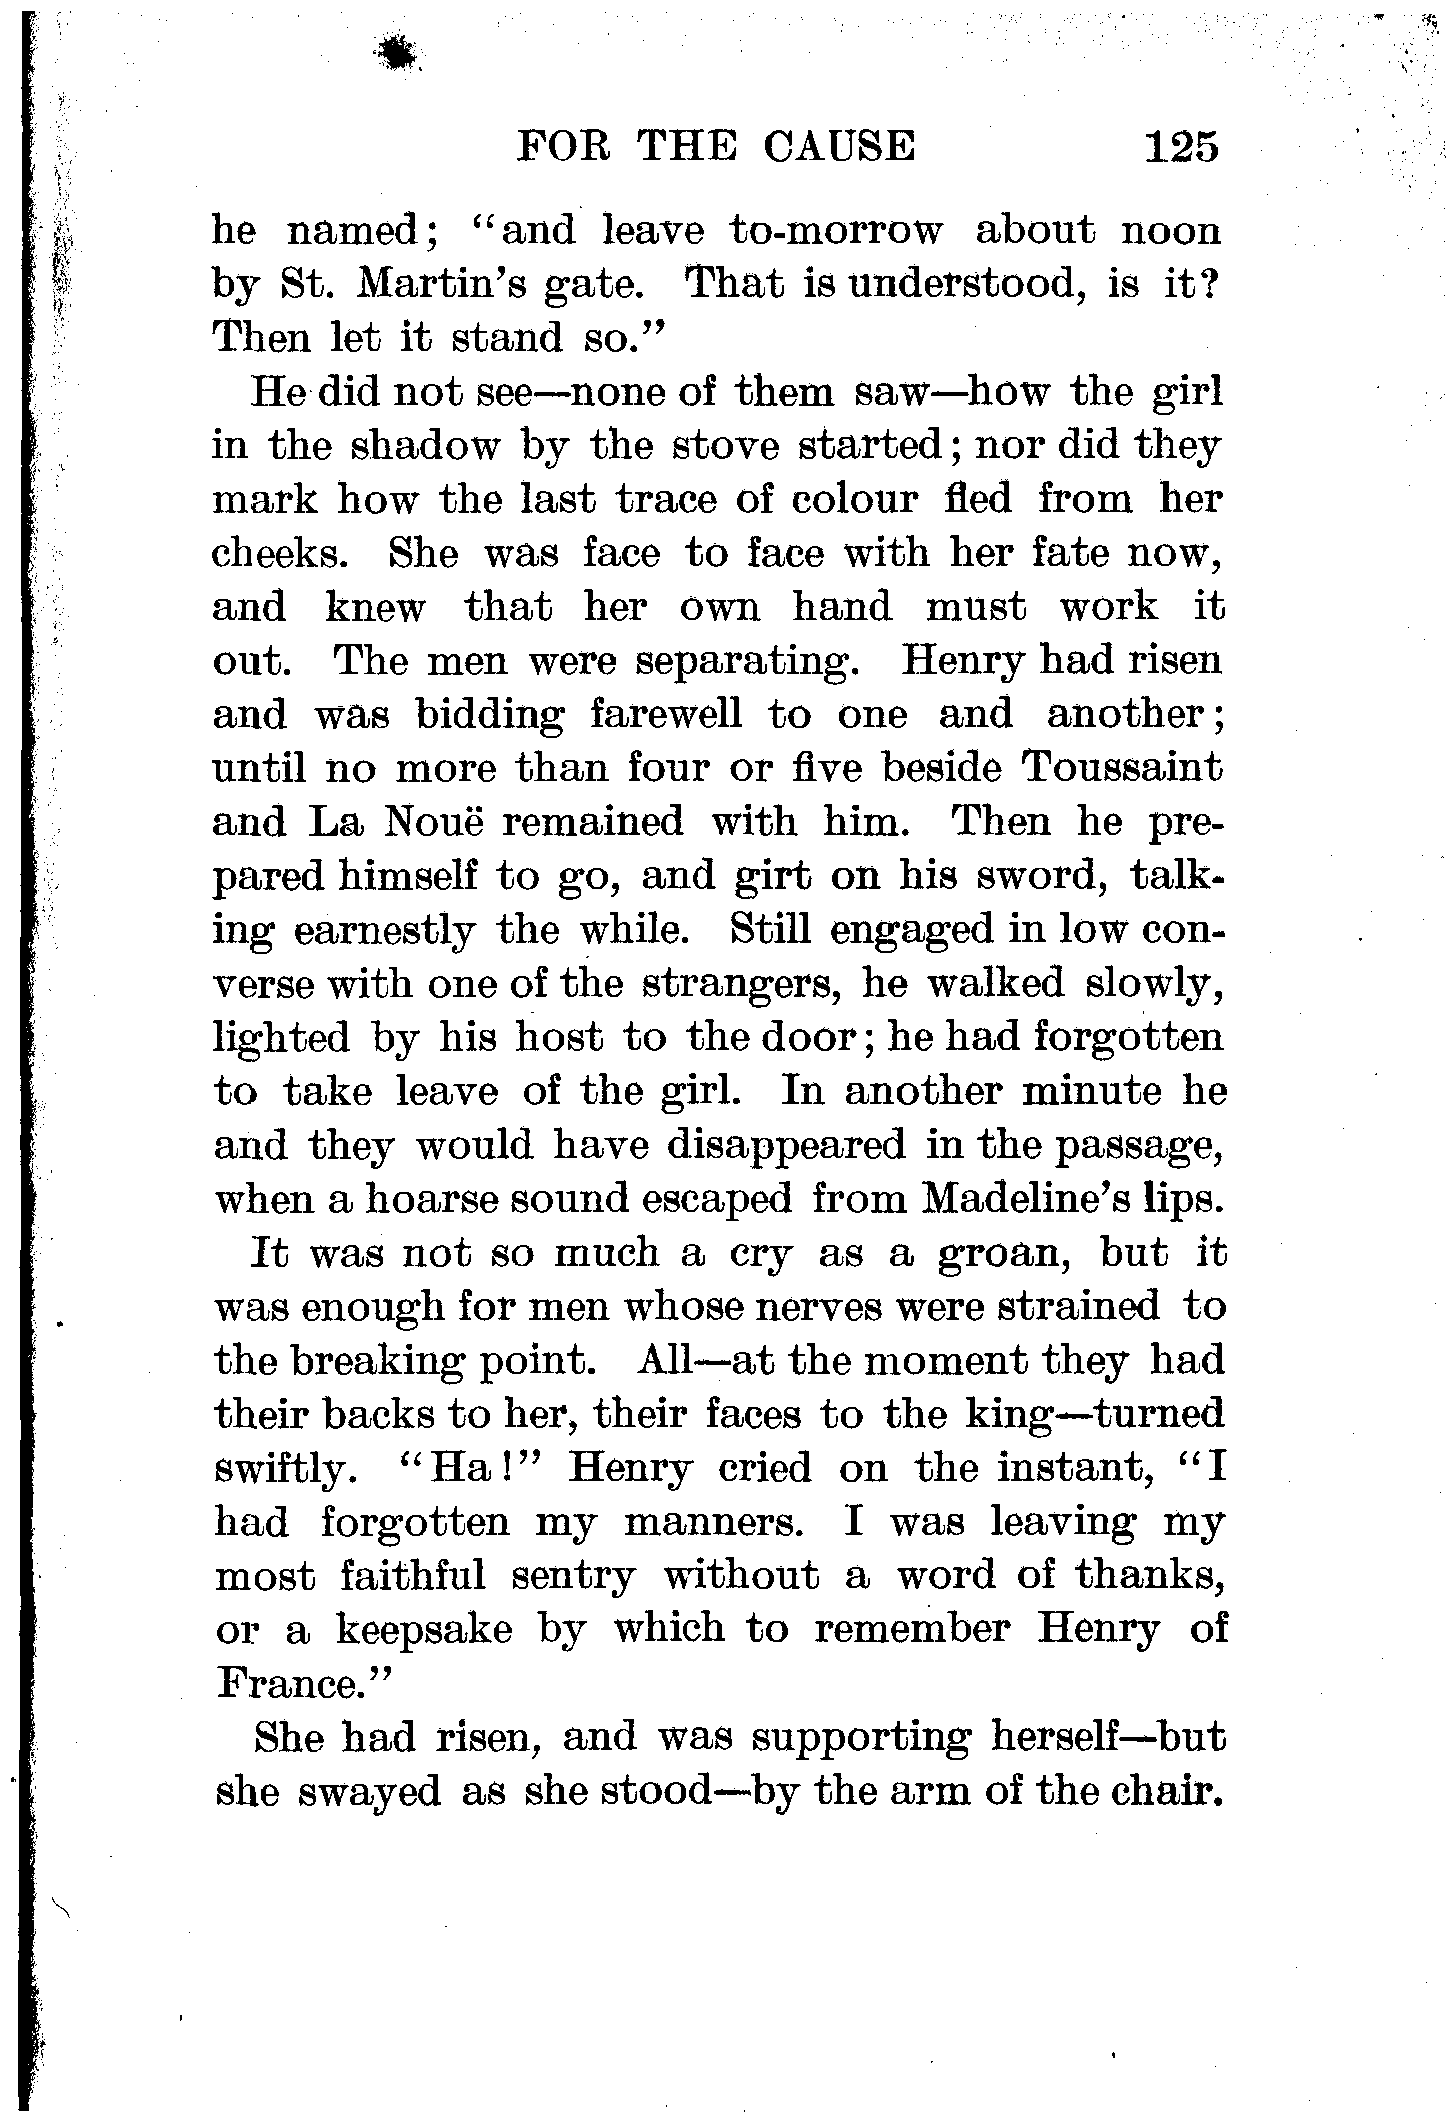 FOR THE CAUSE 125
he named; “and leave to-morrow about noon
by St. Martin’s gate. That is understood, is it?
Then let it stand so.”
He did not see—none of them saw—how the girl
in the shadow by the stove started; nor did they
mark how the last trace of colour fled from her
cheeks. She was face to face with her fate now,
and knew that her own hand must work it
out. The men were separating. Henry had risen
and was bidding farewell to one and another;
until no more than four or five beside Toussaint
and La Nouë remained with him. Then he pre-
pared himself to go, and girt on his sword, talk-
ing earnestly the while. Still engaged in low con-
verse with one of the strangers, he walked slowly,
lighted by his host to the door; he had forgotten
to take leave of the girl. In another minute he
and they would have disappeared in the passage,
when a hoarse sound escaped from Madeline’s lips.
It was not so much a cry as a groan, but it
was enough for men whose nerves were strained to
the breaking point. All—at the moment they had
their backs to her, their faces to the king—turned
swiftly. “Ha!” Henry cried on the instant, “I
had forgotten my manners. I was leaving my
most faithful sentry without a word of thanks,
or a keepsake by which to remember Henry of
France.”
She had risen, and was supporting herself—but
she swayed as she stood—by the arm of the chair.